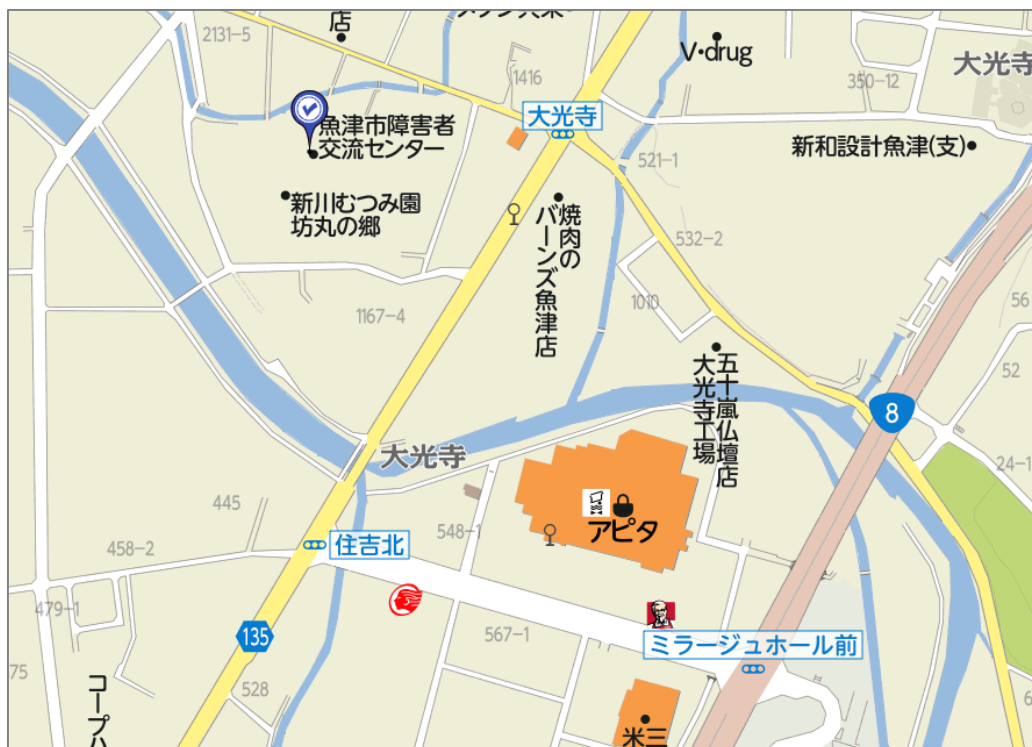 2131-5
店
V・drug
大光寺
1416
350-12
魚津市障害者
交流センター
大光寺
521-1
新和設計魚津(支)
新川むつみ園
坊丸の郷
焼肉の
バーンズ魚津店
532-2
1010
1167-4
56
52
五十嵐仏壇店
大光寺工場
8
大光寺
24-1
445
アピタ
548-1
住吉北
458-2
479-1
135
567-1
ミラージュホール前
75
528
コープハ
米三
6